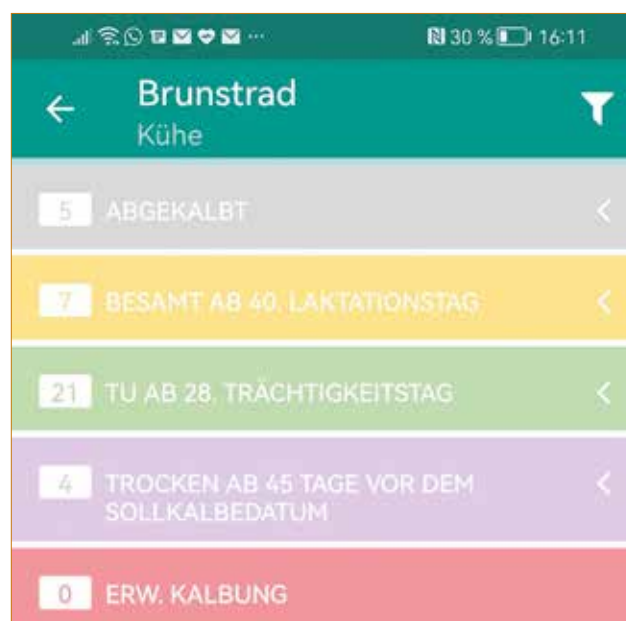 30 % 16:11
Brunstrad
Kühe
5 ABGEKALBT
7 BESAMT AB 40. LAKTATIONSTAG
21 TU AB 28. TRÄCHTIGKEITSTAG
4 TROCKEN AB 45 TAGE VOR DEM
SOLLKALBEDATUM
0 ERW. KALBUNG